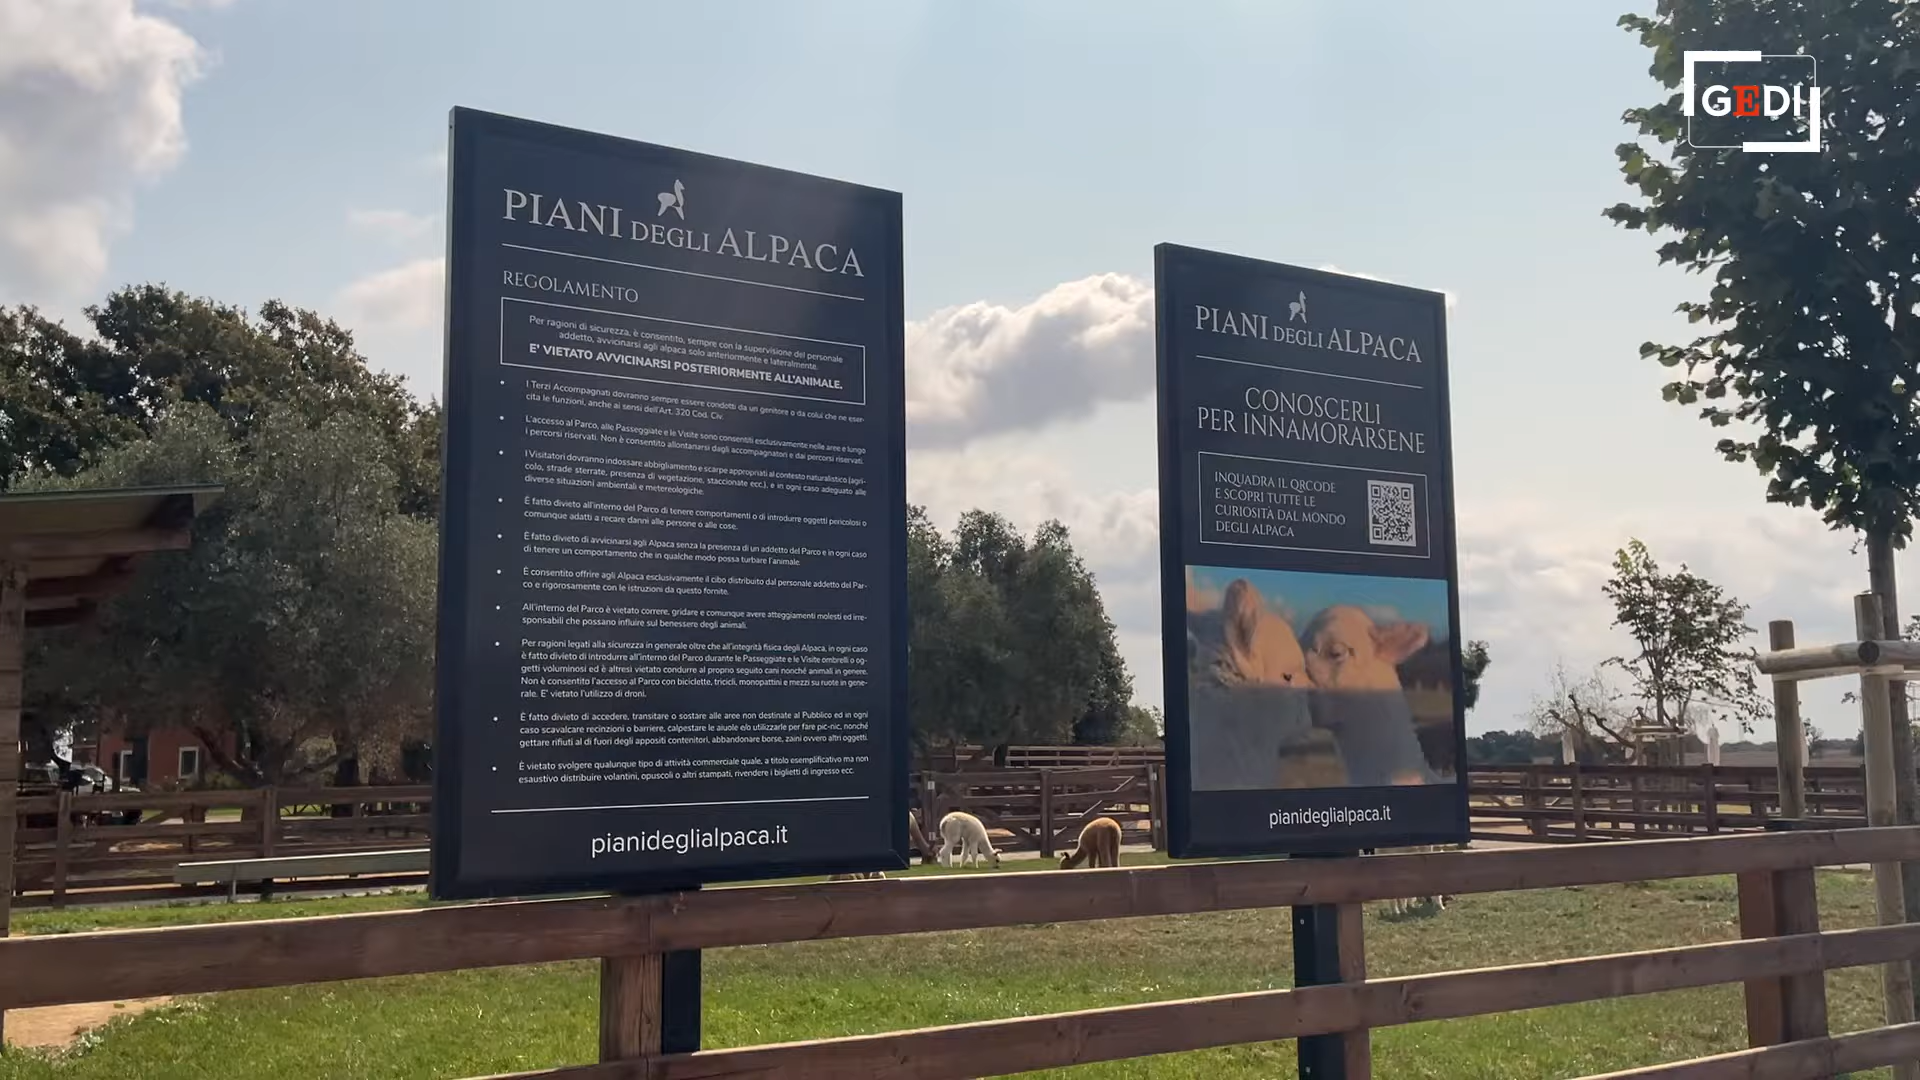 GEDI
PIANI DEGLI ALPACA
REGOLAMENTO
Per ragioni di sicurezza, è consentito, sempre con la supervisione del personale
addetto, avvicinarsi agli alpaca solo anteriormente e lateralmente.
E' VIETATO AVVICINARSI POSTERIORMENTE ALL'ANIMALE.
• I Terzi Accompagnati dovranno sempre essere condotti da un genitore o da colui che ne eser-
cita le funzioni, anche ai sensi dell'Art. 320 Cod. Civ.
• L'accesso al Parco, alle Passeggiate e le Visite sono consentiti esclusivamente nelle aree e lungo
i percorsi riservati. Non è consentito allontanarsi dagli accompagnatori e dai percorsi riservati.
• I Visitatori dovranno indossare abbigliamento e scarpe appropriati al contesto naturalistico (agri-
colo, strade sterrate, presenza di vegetazione, staccionate ecc.), e in ogni caso adeguato alle
diverse situazioni ambientali e metereologiche.
• È fatto divieto all'interno del Parco di tenere comportamenti o di introdurre oggetti pericolosi o
comunque adatti a recare danni alle persone o alle cose.
• È fatto divieto di avvicinarsi agli Alpaca senza la presenza di un addetto del Parco e in ogni caso
di tenere un comportamento che in qualche modo possa turbare l'animale.
• È consentito offrire agli Alpaca esclusivamente il cibo distribuito dal personale addetto del Par-
co e rigorosamente con le istruzioni da questo fornite.
• All'interno del Parco è vietato correre, gridare e comunque avere atteggiamenti molesti ed irre-
sponsabili che possano influire sul benessere degli animali.
• Per ragioni legati alla sicurezza in generale oltre che all'integrità fisica degli Alpaca, in ogni caso
è fatto divieto di introdurre all'interno del Parco durante le Passeggiate e le Visite ombrelli o og-
getti voluminosi ed è altresì vietato condurre al proprio seguito cani nonché animali in genere.
Non è consentito l'accesso al Parco con biciclette, tricicli, monopattini e mezzi su ruote in gene-
rale. E' vietato l'utilizzo di droni.
• È fatto divieto di accedere, transitare o sostare alle aree non destinate al Pubblico ed in ogni
caso scavalcare recinzioni o barriere, calpestare le aiuole e/o utilizzarle per fare pic-nic, nonché
gettare rifiuti al di fuori degli appositi contenitori, abbandonare borse, zaini ovvero altri oggetti.
• È vietato svolgere qualunque tipo di attività commerciale quale, a titolo esemplificativo ma non
esaustivo distribuire volantini, opuscoli o altri stampati, rivendere i biglietti di ingresso ecc.
pianideglialpaca.it
PIANI DEGLI ALPACA
CONOSCERLI
PER INNAMORARSENE
INQUADRA IL QRCODE
E SCOPRI TUTTE LE
CURIOSITÀ DAL MONDO
DEGLI ALPACA
pianideglialpaca.it